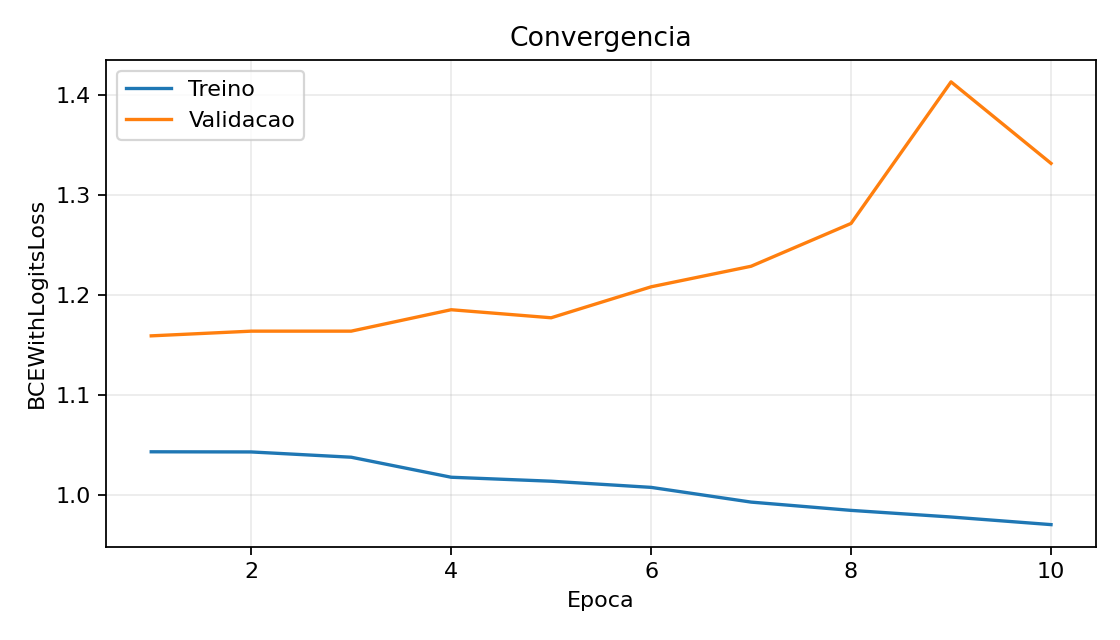 Convergencia
Treino
Validacao
BCEWithLogitsLoss
1.4
1.3
1.2
1.1
1.0
2 4 6 8 10
Epoca